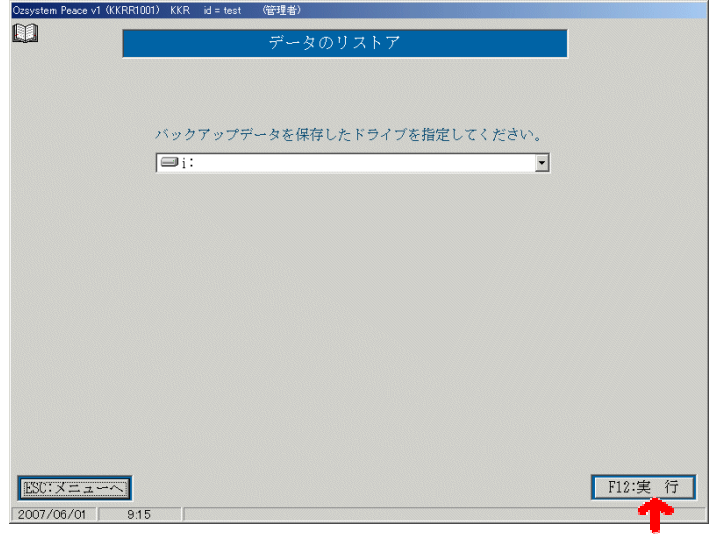 Ozsystem Peace v1 (KKRR1001) KKR id = test (管理者)
データのリストア
バックアップデータを保存したドライブを指定してください。
i:
ESC:メニューへ
F12:実 行
2007/06/01 9:15